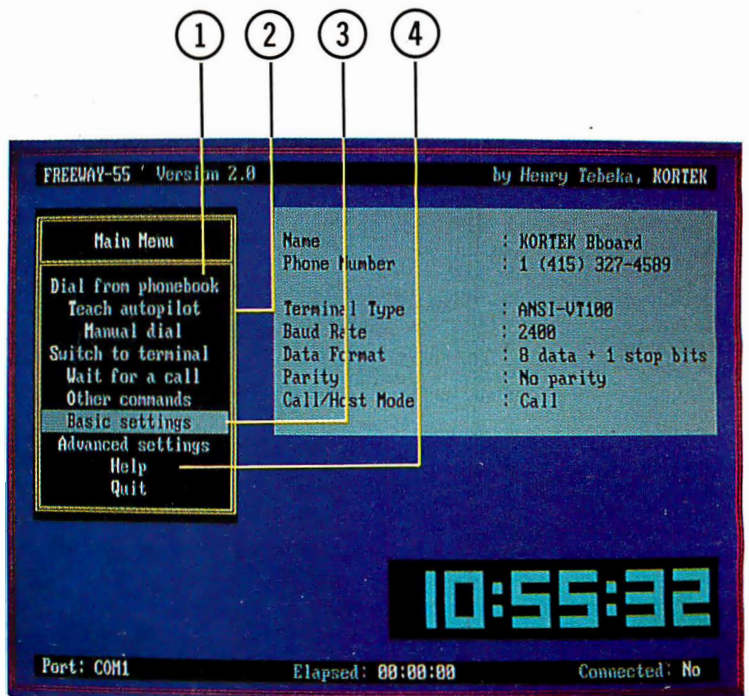 1 2 3 4
FREEWAY-55 ' Version 2.0 by Henry Tebeka, KORTEK
Main Menu
Dial from phonebook
Teach autopilot
Manual dial
Switch to terminal
Wait for a call
Other commands
Basic settings
Advanced settings
Help
Quit
Name : KORTEK Bboard
Phone Number : 1 (415) 327-4589
Terminal Type : ANSI-VT100
Baud Rate : 2400
Data Format : 8 data + 1 stop bits
Parity : No parity
Call/Host Mode : Call
10:55:32
Port: COM1 Elapsed: 00:00:00 Connected: No